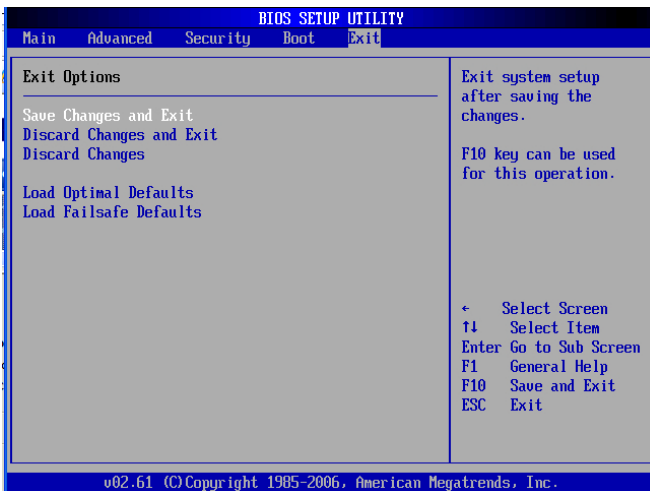 BIOS SETUP UTILITY
Main Advanced Security Boot Exit
Exit Options
Save Changes and Exit
Discard Changes and Exit
Discard Changes
Load Optimal Defaults
Load Failsafe Defaults
Exit system setup
after saving the
changes.
F10 key can be used
for this operation.
← Select Screen
↑↓ Select Item
Enter Go to Sub Screen
F1 General Help
F10 Save and Exit
ESC Exit
v02.61 (C)Copyright 1985-2006, American Megatrends, Inc.